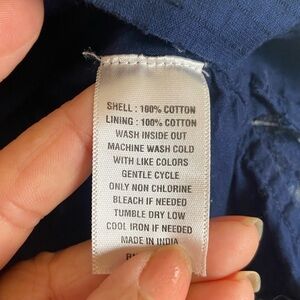 SHELL : 100% COTTON
LINING : 100% COTTON
WASH INSIDE OUT
MACHINE WASH COLD
WITH LIKE COLORS
GENTLE CYCLE
ONLY NON CHLORINE
BLEACH IF NEEDED
TUMBLE DRY LOW
COOL IRON IF NEEDED
MADE IN INDIA